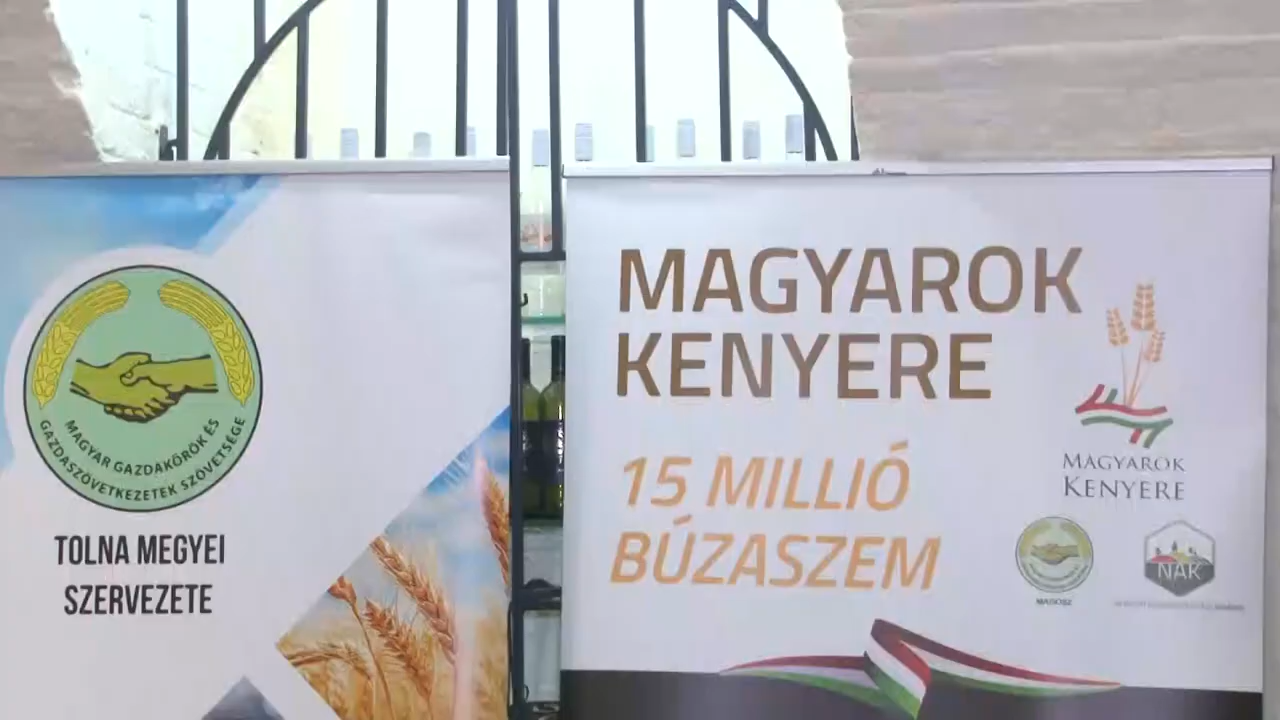 MAGYAR GAZDAKÖRÖK ÉS
GAZDASZÖVETKEZETEK SZÖVETSÉGE
TOLNA MEGYEI
SZERVEZETE
MAGYAROK
KENYERE
15 MILLIÓ
BÚZASZEM
MAGYAROK
KENYERE
MAGOSZ
NAK